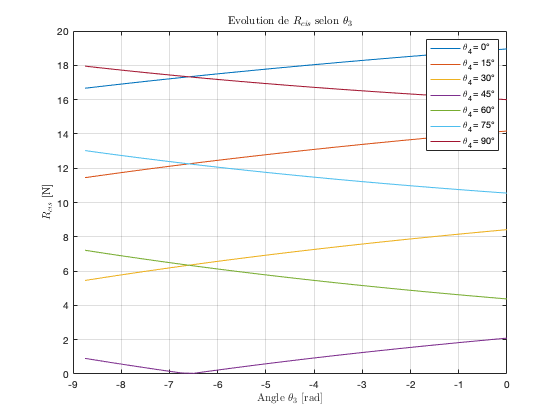 Evolution de R_cis selon θ_3
20
18
16
14
12
10
8
6
4
2
0
R_cis [N]
θ_4 = 0°
θ_4 = 15°
θ_4 = 30°
θ_4 = 45°
θ_4 = 60°
θ_4 = 75°
θ_4 = 90°
-9 -8 -7 -6 -5 -4 -3 -2 -1 0
Angle θ_3 [rad]